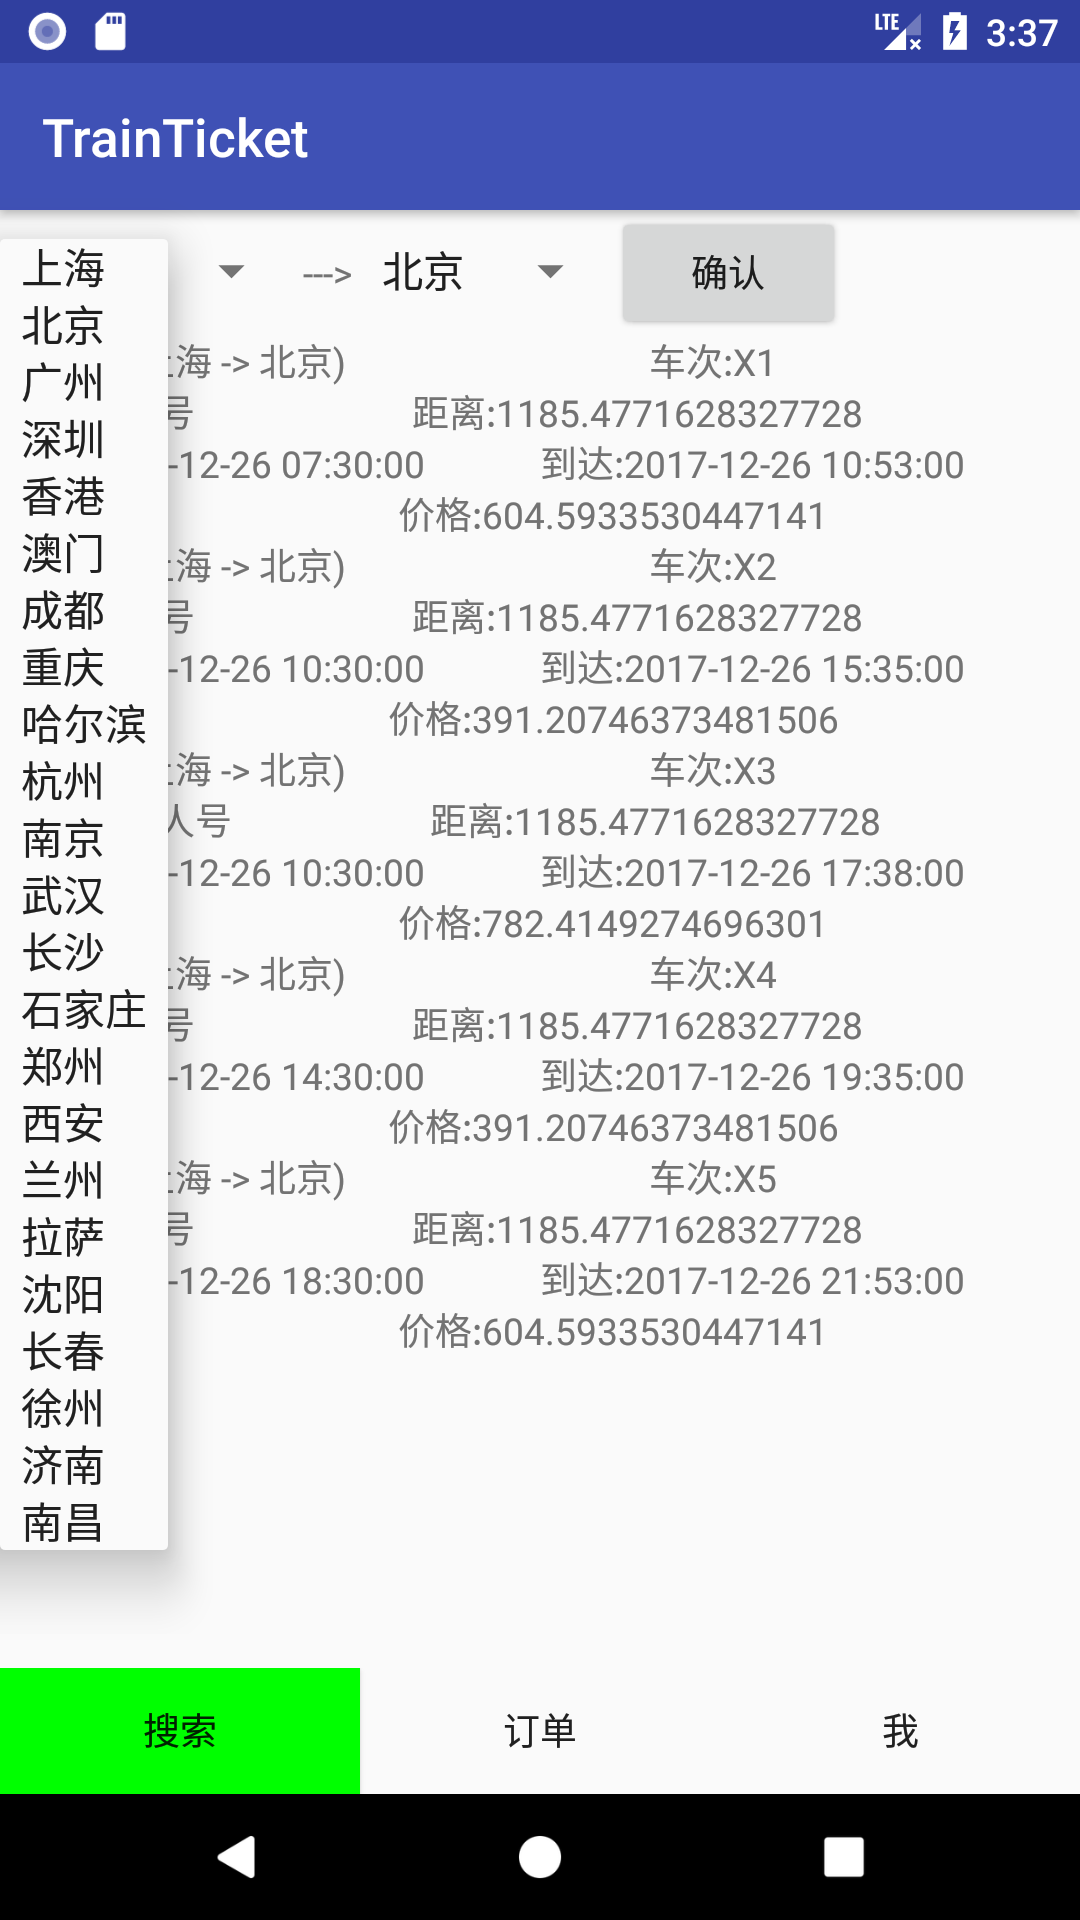 LTE 3:37
TrainTicket
---> 北京 确认
上海
北京
广州
深圳
香港
澳门
成都
重庆
哈尔滨
杭州
南京
武汉
长沙
石家庄
郑州
西安
兰州
拉萨
沈阳
长春
徐州
济南
南昌
海 -> 北京) 车次:X1
号 距离:1185.4771628327728
-12-26 07:30:00 到达:2017-12-26 10:53:00
价格:604.5933530447141
海 -> 北京) 车次:X2
号 距离:1185.4771628327728
-12-26 10:30:00 到达:2017-12-26 15:35:00
价格:391.20746373481506
海 -> 北京) 车次:X3
人号 距离:1185.4771628327728
-12-26 10:30:00 到达:2017-12-26 17:38:00
价格:782.4149274696301
海 -> 北京) 车次:X4
号 距离:1185.4771628327728
-12-26 14:30:00 到达:2017-12-26 19:35:00
价格:391.20746373481506
海 -> 北京) 车次:X5
号 距离:1185.4771628327728
-12-26 18:30:00 到达:2017-12-26 21:53:00
价格:604.5933530447141
搜索 订单 我